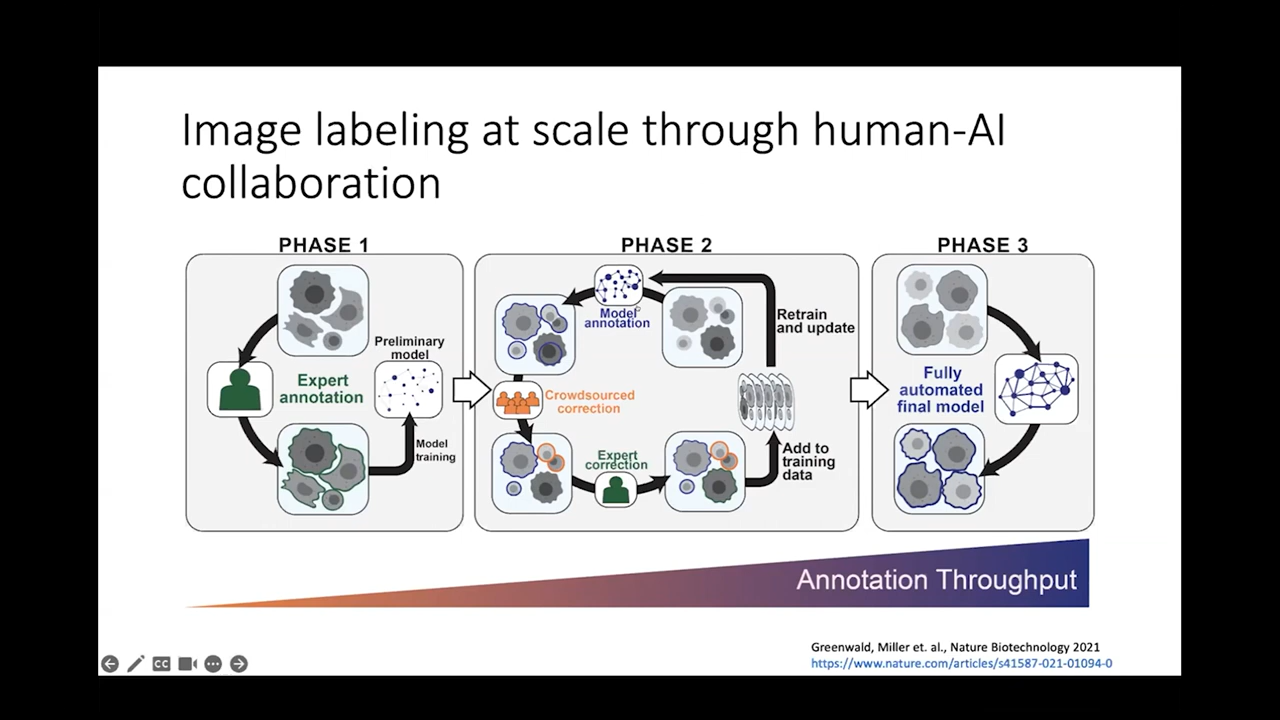 Image labeling at scale through human-AI
collaboration
PHASE 1
Preliminary
model
Expert
annotation
Model
training
PHASE 2
Model
annotation
Retrain
and update
Crowdsourced
correction
Expert
correction
Add to
training
data
PHASE 3
Fully
automated
final model
Annotation Throughput
Greenwald, Miller et. al., Nature Biotechnology 2021
https://www.nature.com/articles/s41587-021-01094-0
CC